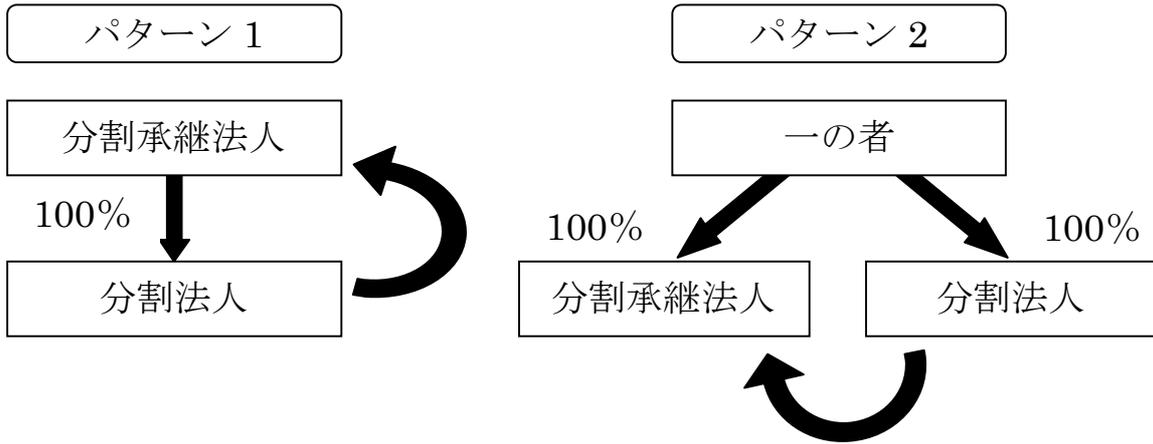 パターン 1
分割承継法人
100%
分割法人
パターン 2
一の者
100%
100%
分割承継法人
分割法人